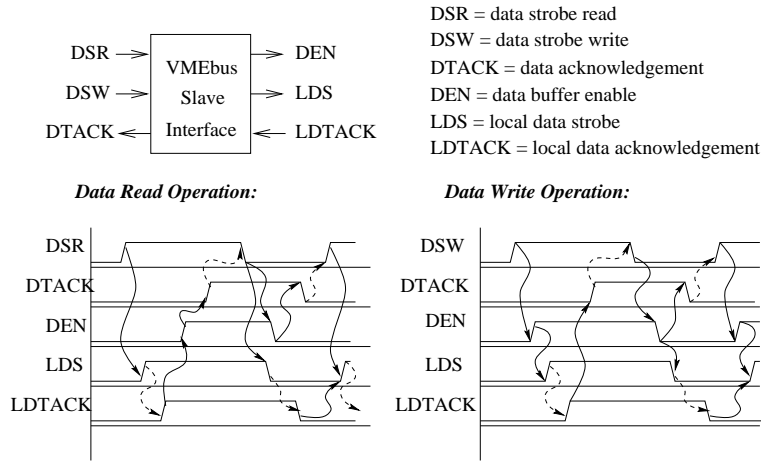 DSR
DSW
DTACK
VMEbus
Slave
Interface
DEN
LDS
LDTACK
DSR = data strobe read
DSW = data strobe write
DTACK = data acknowledgement
DEN = data buffer enable
LDS = local data strobe
LDTACK = local data acknowledgement
Data Read Operation:
DSR
DTACK
DEN
LDS
LDTACK
Data Write Operation:
DSW
DTACK
DEN
LDS
LDTACK